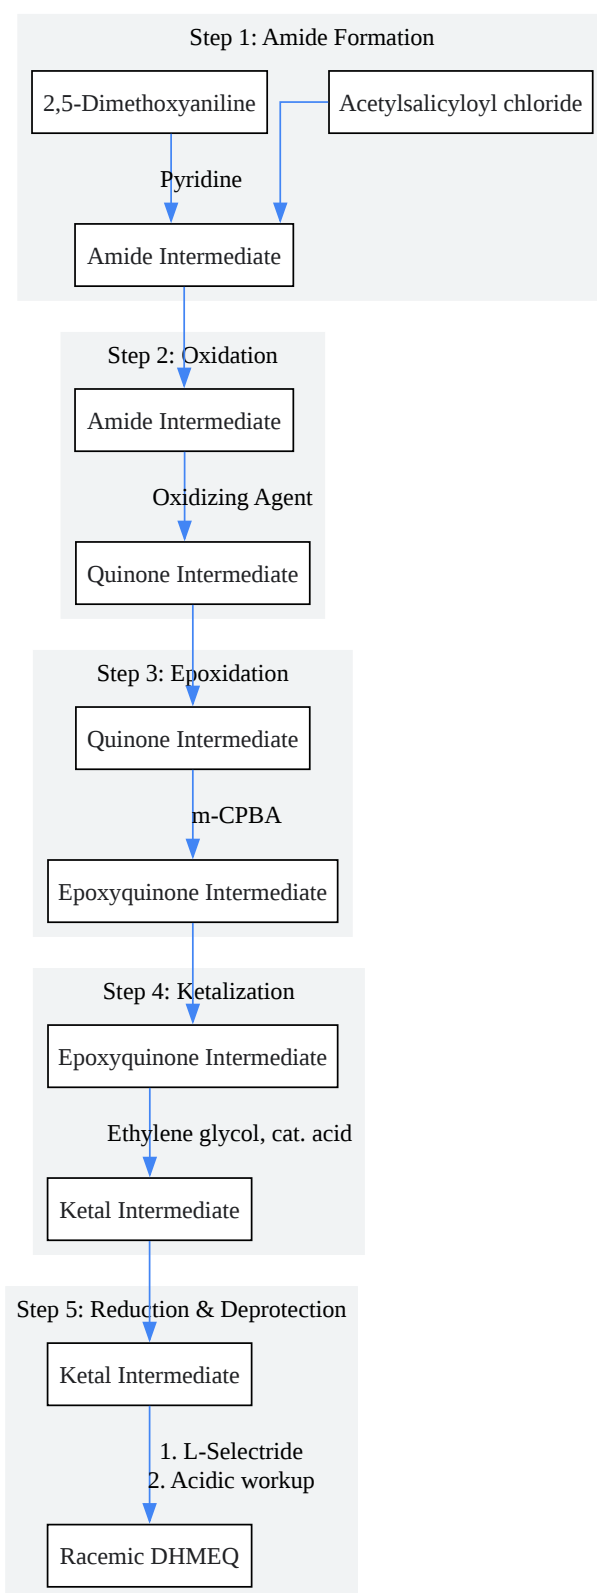 Step 1: Amide Formation
2,5-Dimethoxyaniline
Acetylsalicyloyl chloride
Pyridine
Amide Intermediate
Step 2: Oxidation
Amide Intermediate
Oxidizing Agent
Quinone Intermediate
Step 3: Epoxidation
Quinone Intermediate
m-CPBA
Epoxyquinone Intermediate
Step 4: Ketalization
Epoxyquinone Intermediate
Ethylene glycol, cat. acid
Ketal Intermediate
Step 5: Reduction & Deprotection
Ketal Intermediate
1. L-Selectride
2. Acidic workup
Racemic DHMEQ